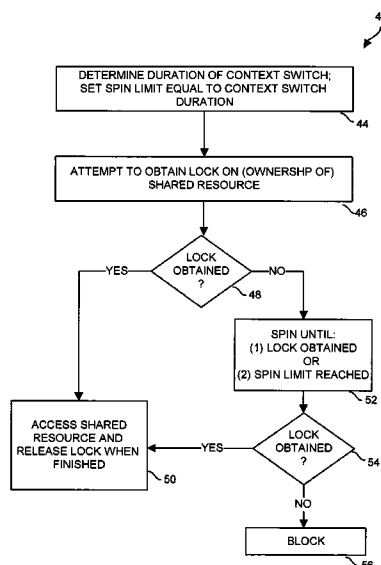 4
DETERMINE DURATION OF CONTEXT SWITCH;
SET SPIN LIMIT EQUAL TO CONTEXT SWITCH
DURATION
44
ATTEMPT TO OBTAIN LOCK ON (OWNERSHP OF)
SHARED RESOURCE
46
LOCK
OBTAINED
?
48
YES
NO
SPIN UNTIL:
(1) LOCK OBTAINED
OR
(2) SPIN LIMIT REACHED
52
ACCESS SHARED
RESOURCE AND
RELEASE LOCK WHEN
FINISHED
50
YES
LOCK
OBTAINED
?
54
NO
BLOCK
56